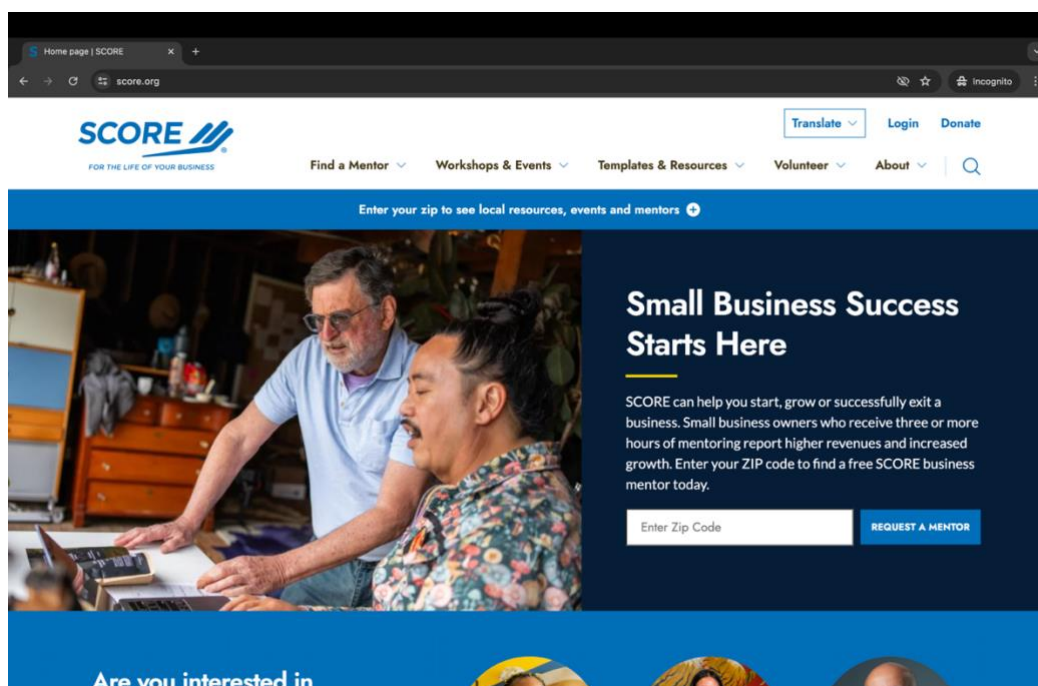 Home page | SCORE
score.org
Incognito
SCORE
FOR THE LIFE OF YOUR BUSINESS
Translate Login Donate
Find a Mentor Workshops & Events Templates & Resources Volunteer About
Enter your zip to see local resources, events and mentors
Small Business Success
Starts Here
SCORE can help you start, grow or successfully exit a
business. Small business owners who receive three or more
hours of mentoring report higher revenues and increased
growth. Enter your ZIP code to find a free SCORE business
mentor today.
Enter Zip Code REQUEST A MENTOR
Are you interested in